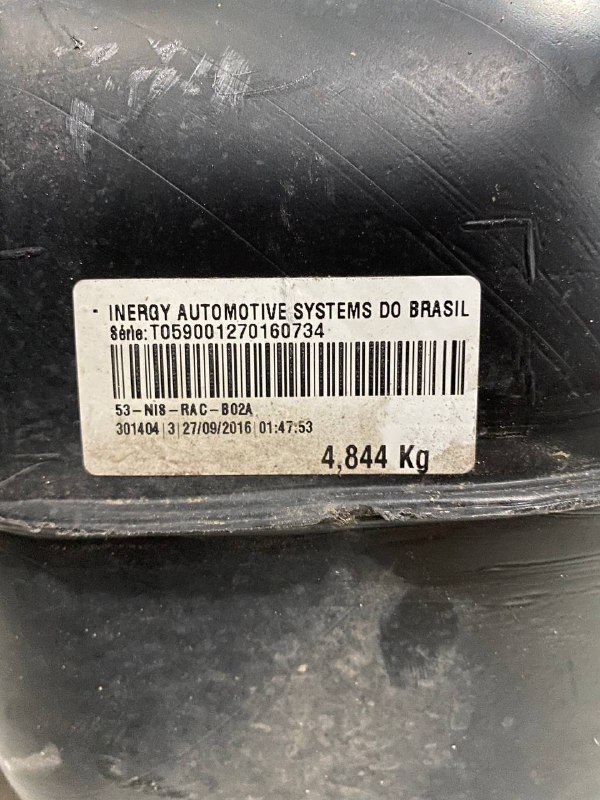 INERGY AUTOMOTIVE SYSTEMS DO BRASIL
Série: T059001270160734
53-NIS-RAC-B02A
301404|3|27/09/2016|01:47:53
4,844 Kg